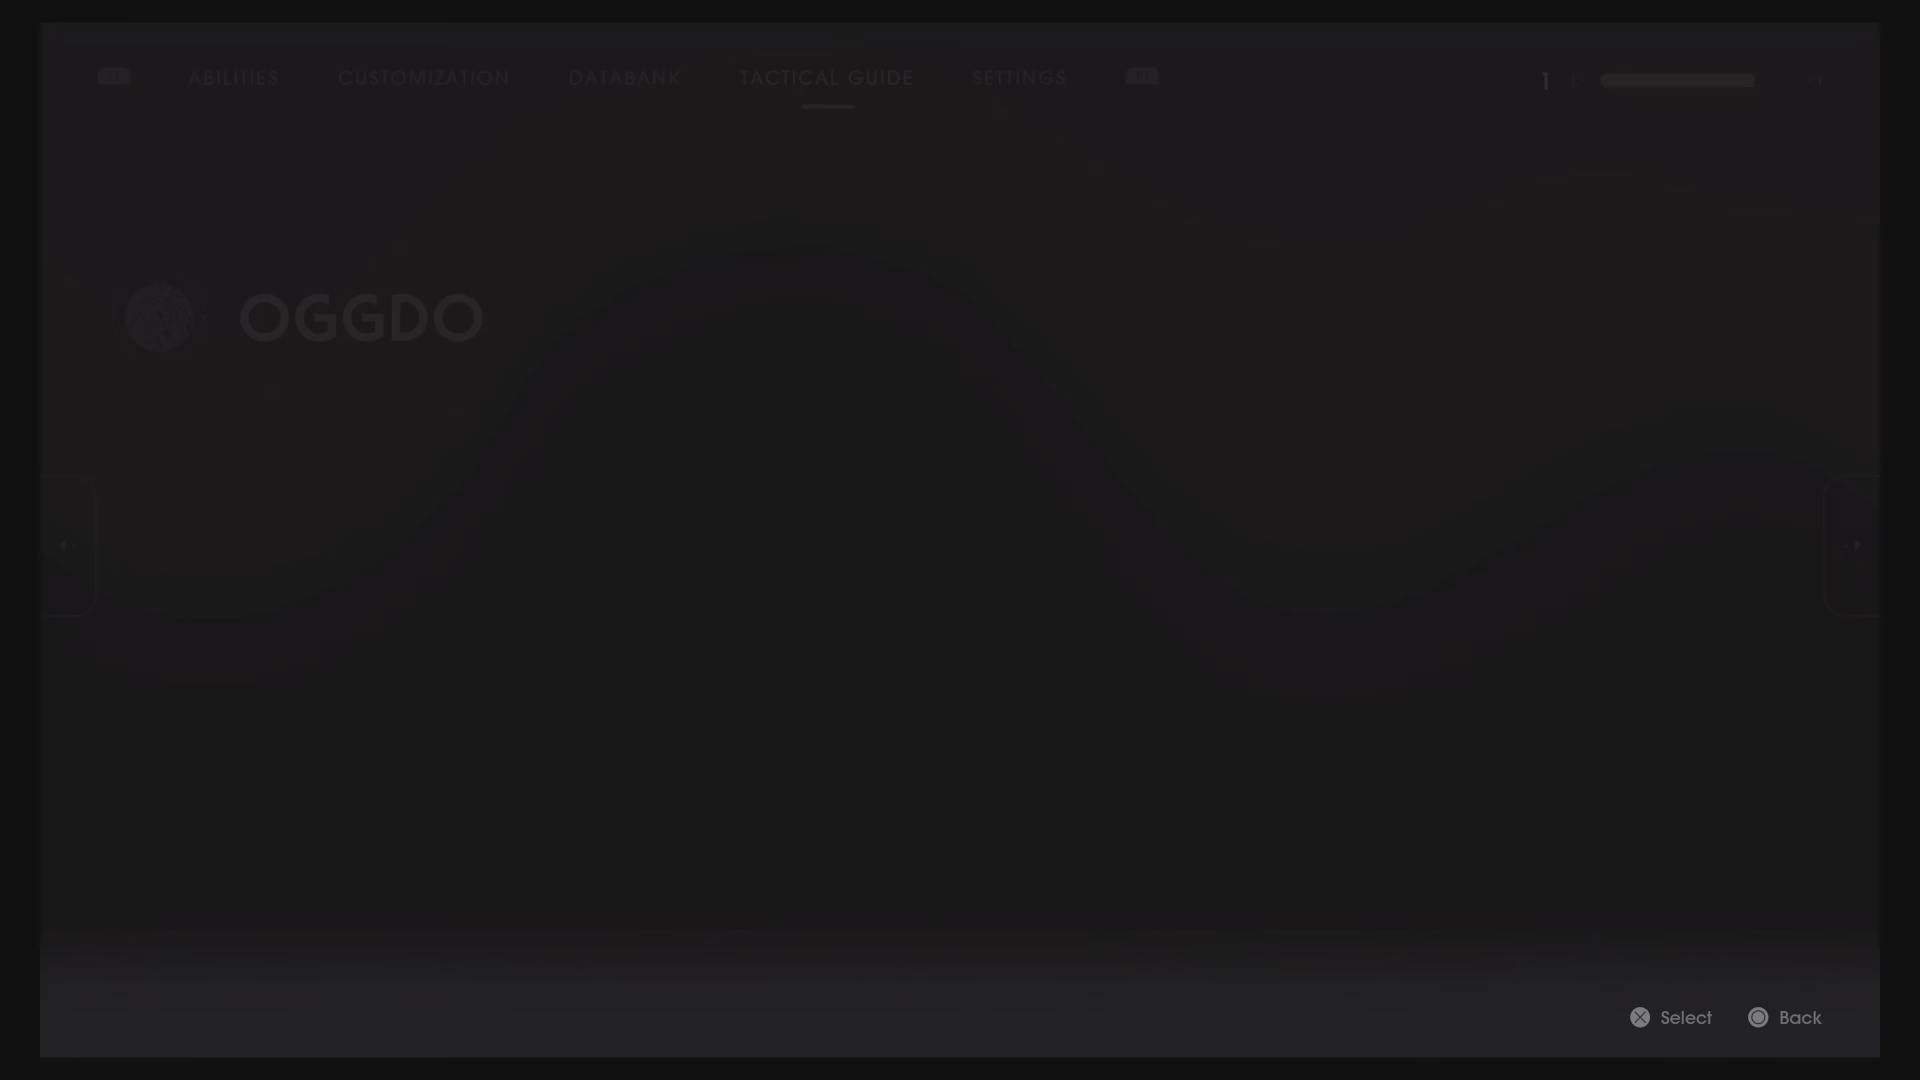 ABILITIES CUSTOMIZATION DATABANK TACTICAL GUIDE SETTINGS 1
OGGDO
Select Back